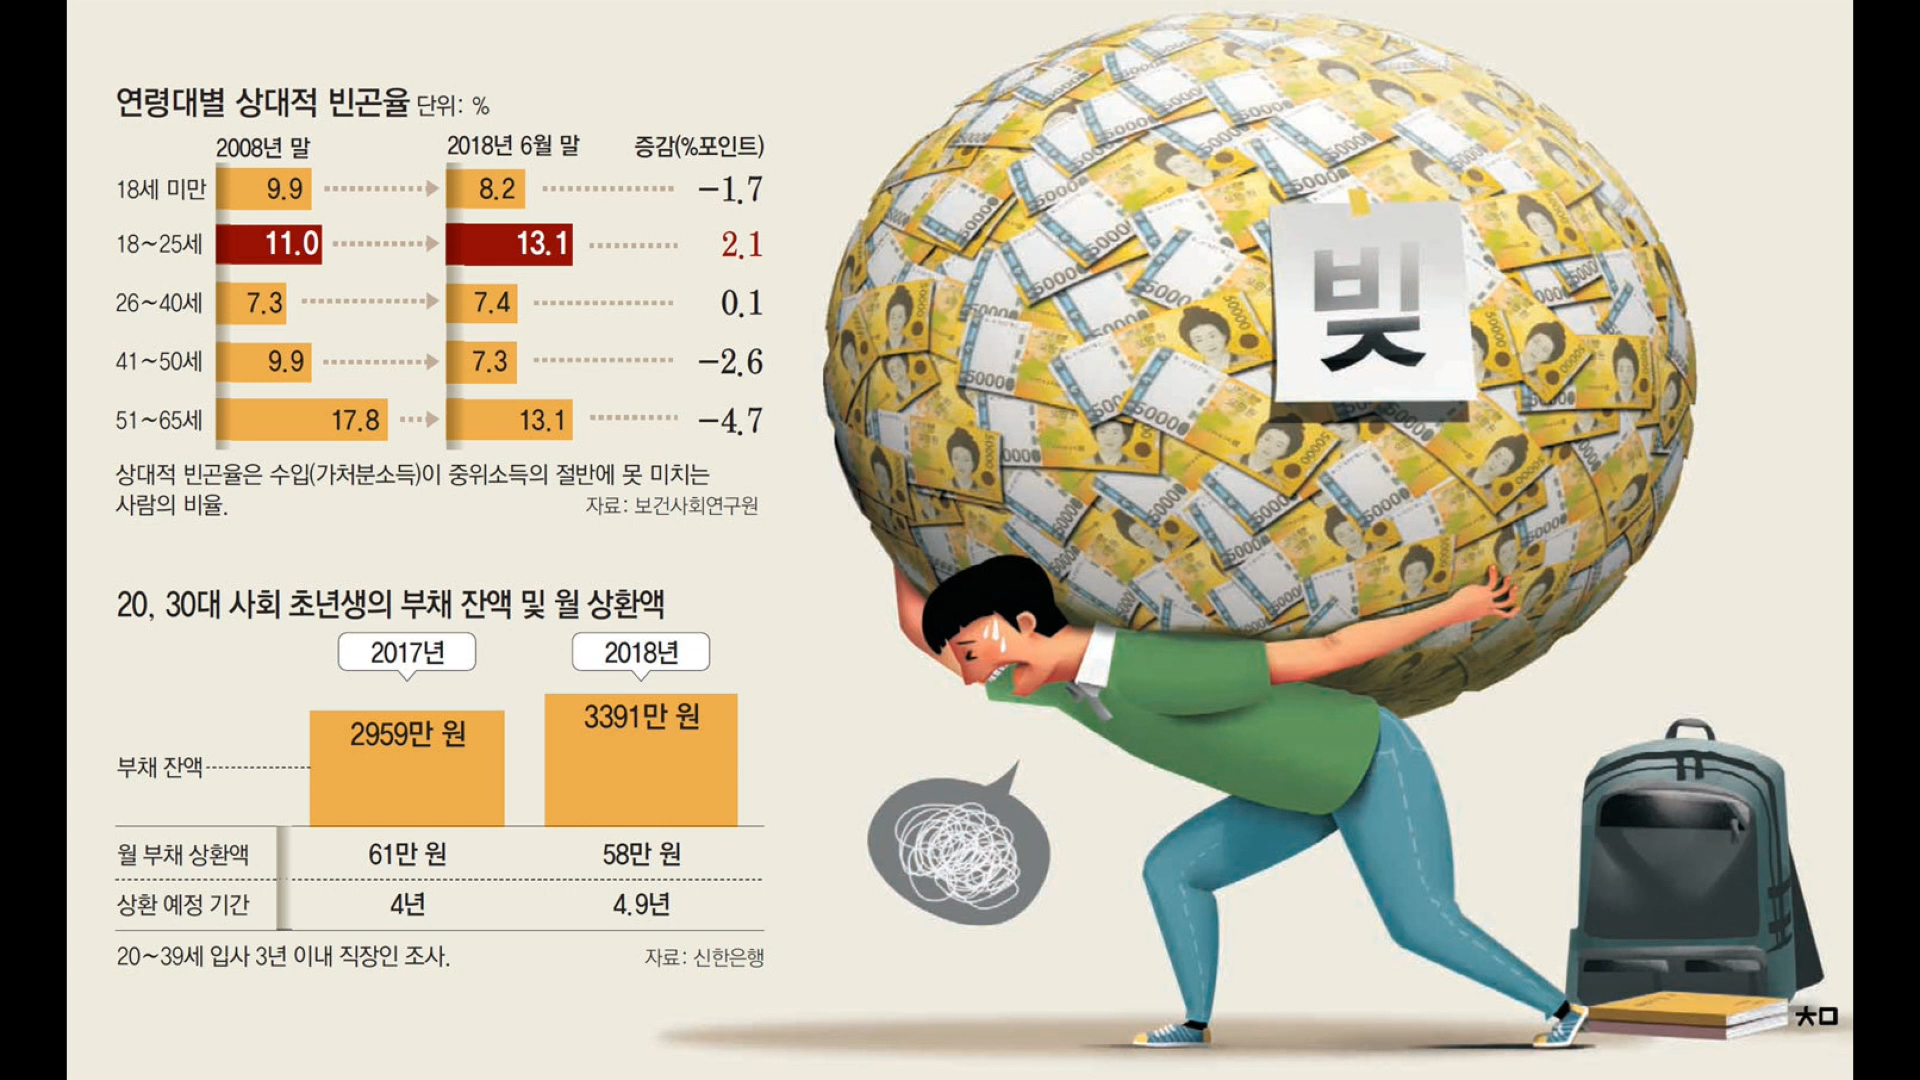 연령대별 상대적 빈곤율 단위: %
2008년 말 2018년 6월 말 증감(%포인트)
18세 미만 9.9 8.2 −1.7
18~25세 11.0 13.1 2.1
26~40세 7.3 7.4 0.1
41~50세 9.9 7.3 −2.6
51~65세 17.8 13.1 −4.7
상대적 빈곤율은 수입(가처분소득)이 중위소득의 절반에 못 미치는
사람의 비율. 자료: 보건사회연구원
20, 30대 사회 초년생의 부채 잔액 및 월 상환액
2017년 2018년
부채 잔액 2959만 원 3391만 원
월 부채 상환액 61만 원 58만 원
상환 예정 기간 4년 4.9년
20~39세 입사 3년 이내 직장인 조사. 자료: 신한은행
빚
50000
ㅊㅁ